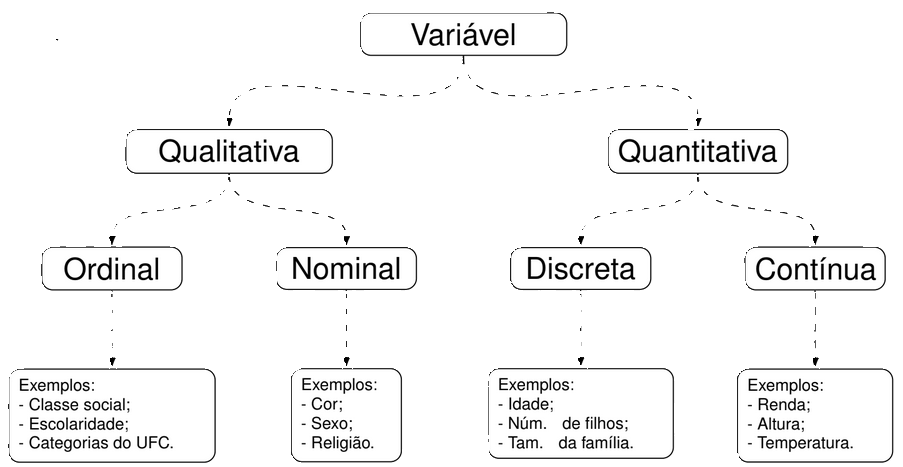 Variável
Qualitativa
Quantitativa
Ordinal
Nominal
Discreta
Contínua
Exemplos:
- Classe social;
- Escolaridade;
- Categorias do UFC.
Exemplos:
- Cor;
- Sexo;
- Religião.
Exemplos:
- Idade;
- Núm. de filhos;
- Tam. da família.
Exemplos:
- Renda;
- Altura;
- Temperatura.